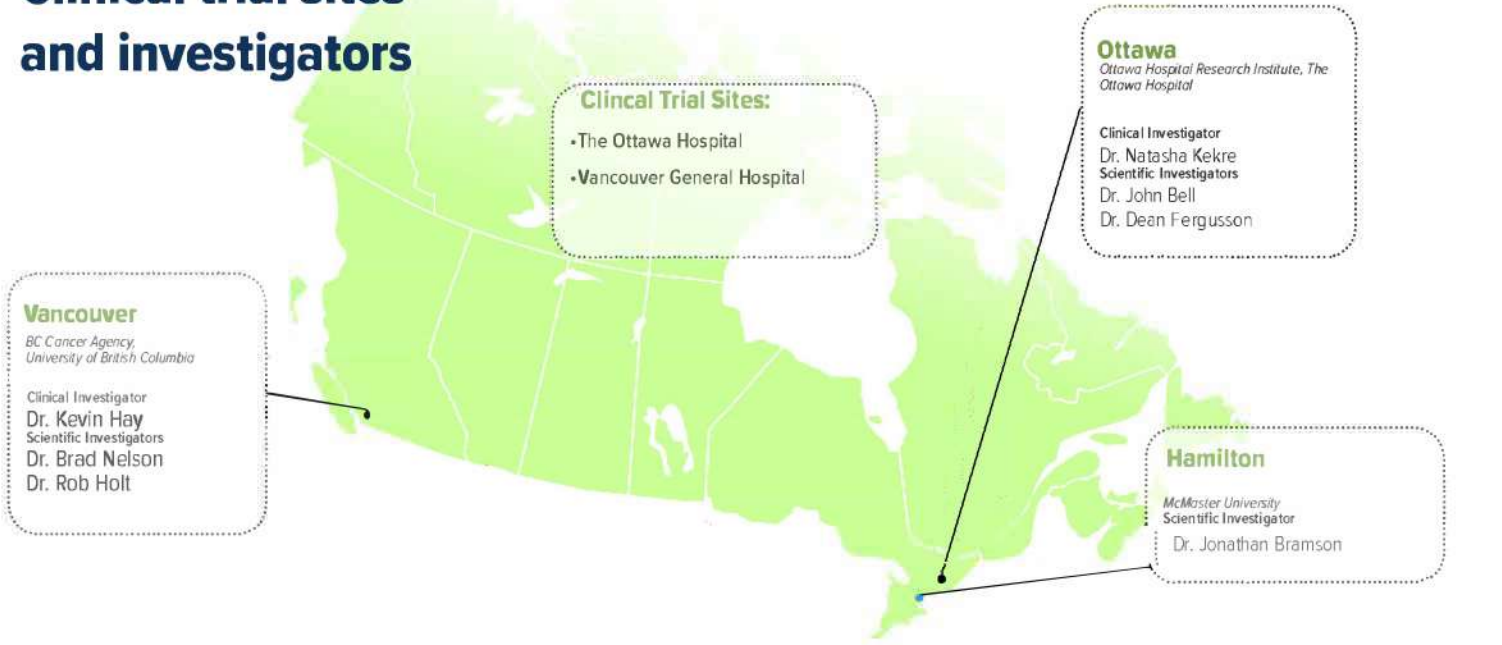 Clinical trial sites
and investigators
Clincal Trial Sites:
•The Ottawa Hospital
•Vancouver General Hospital
Ottawa
Ottawa Hospital Research Institute, The
Ottawa Hospital
Clinical Investigator
Dr. Natasha Kekre
Scientific Investigators
Dr. John Bell
Dr. Dean Fergusson
Vancouver
BC Cancer Agency,
University of British Columbia
Clinical Investigator
Dr. Kevin Hay
Scientific Investigators
Dr. Brad Nelson
Dr. Rob Holt
Hamilton
McMaster University
Scientific Investigator
Dr. Jonathan Bramson